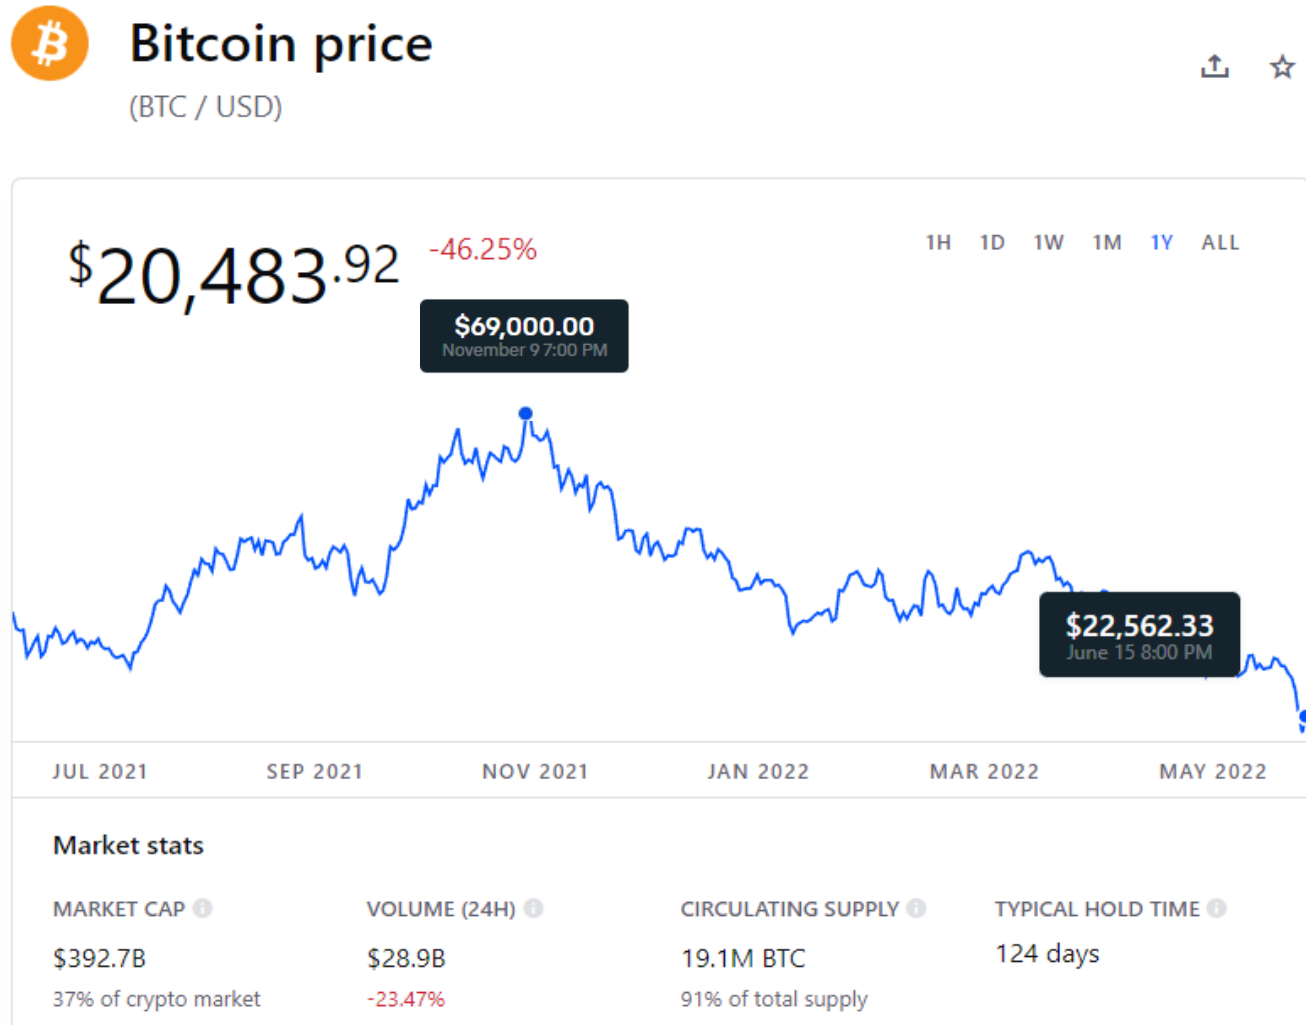 Bitcoin price
(BTC / USD)
$20,483.92 -46.25%
1H 1D 1W 1M 1Y ALL
$69,000.00
November 9 7:00 PM
$22,562.33
June 15 8:00 PM
JUL 2021 SEP 2021 NOV 2021 JAN 2022 MAR 2022 MAY 2022
Market stats
MARKET CAP VOLUME (24H) CIRCULATING SUPPLY TYPICAL HOLD TIME
$392.7B $28.9B 19.1M BTC 124 days
37% of crypto market -23.47% 91% of total supply